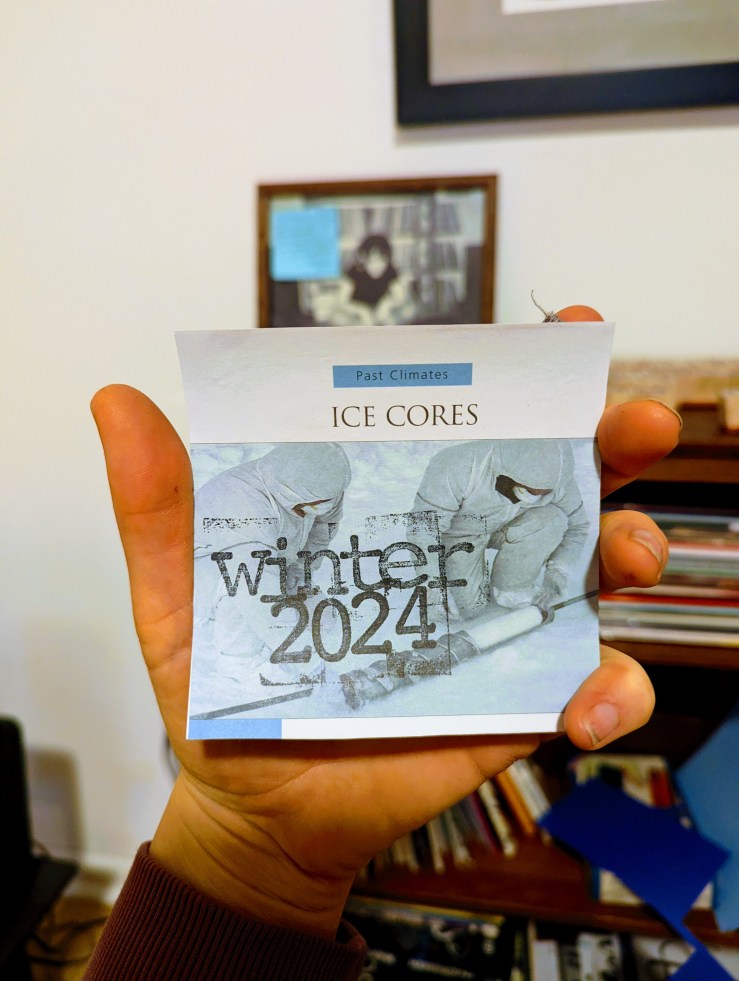 Past Climates
ICE CORES
winter
2024